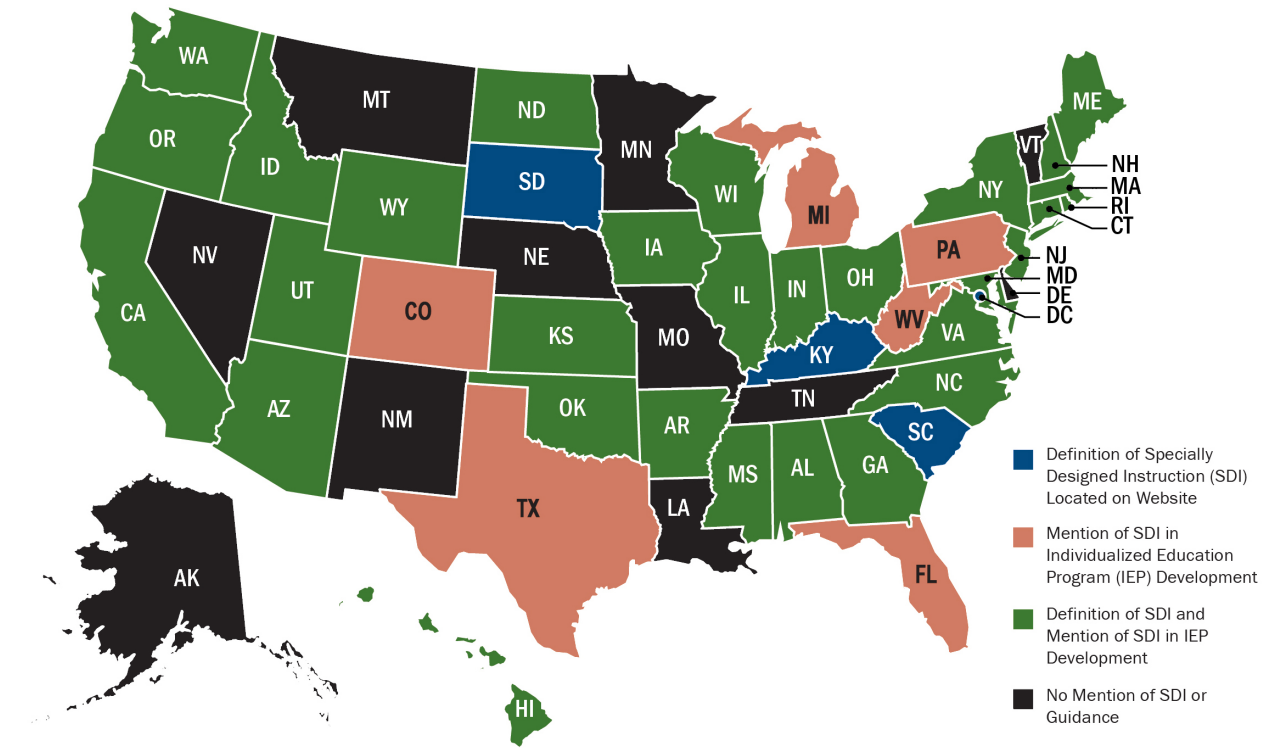 WA
MT
ND
MN
ME
OR
ID
SD
WI
VT
NH
MA
RI
CT
WY
NY
MI
NV
NE
IA
PA
NJ
MD
DE
DC
UT
CO
IL
IN
OH
WV
VA
CA
KS
MO
KY
NC
TN
AZ
NM
OK
AR
SC
MS
AL
GA
TX
LA
FL
AK
HI
Definition of Specially
Designed Instruction (SDI)
Located on Website
Mention of SDI in
Individualized Education
Program (IEP) Development
Definition of SDI and
Mention of SDI in IEP
Development
No Mention of SDI or
Guidance